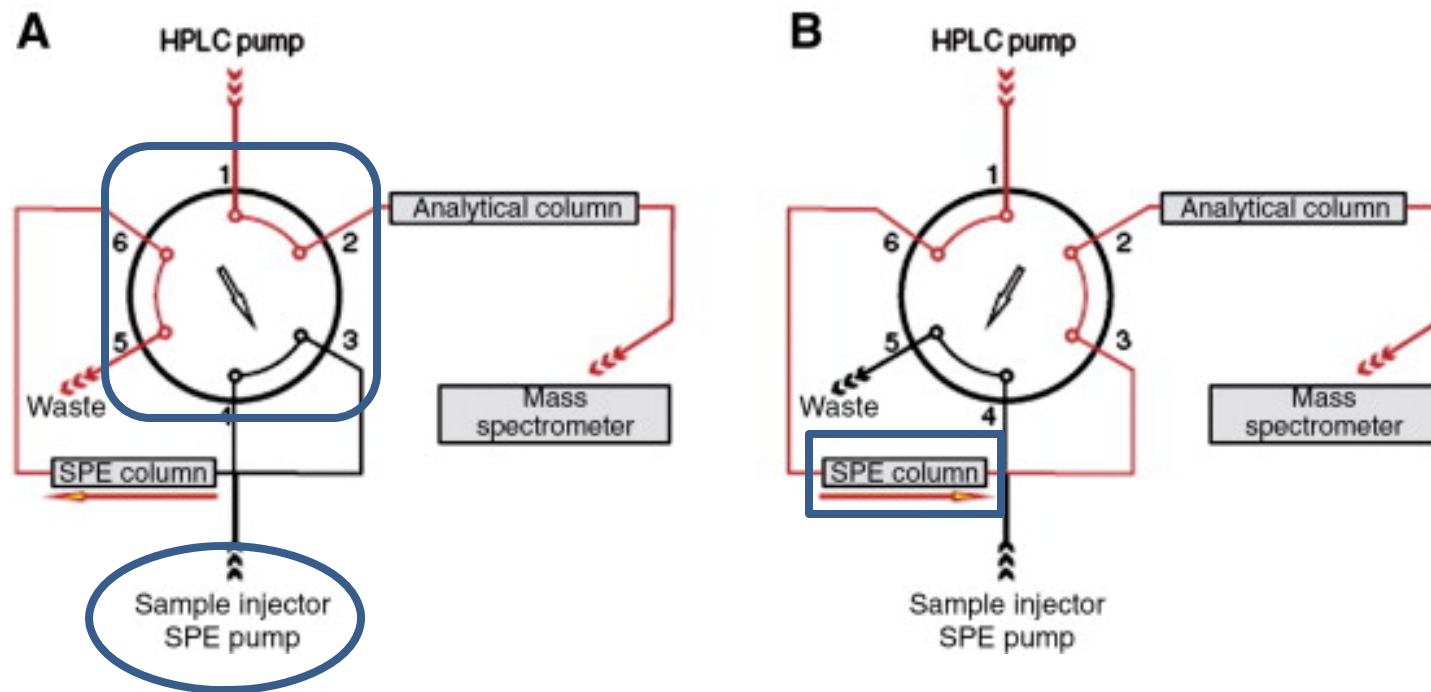 A
HPLC pump
1
2
3
4
5
6
Analytical column
Waste
Mass
spectrometer
SPE column
Sample injector
SPE pump
B
HPLC pump
1
2
3
4
5
6
Analytical column
Waste
Mass
spectrometer
SPE column
Sample injector
SPE pump